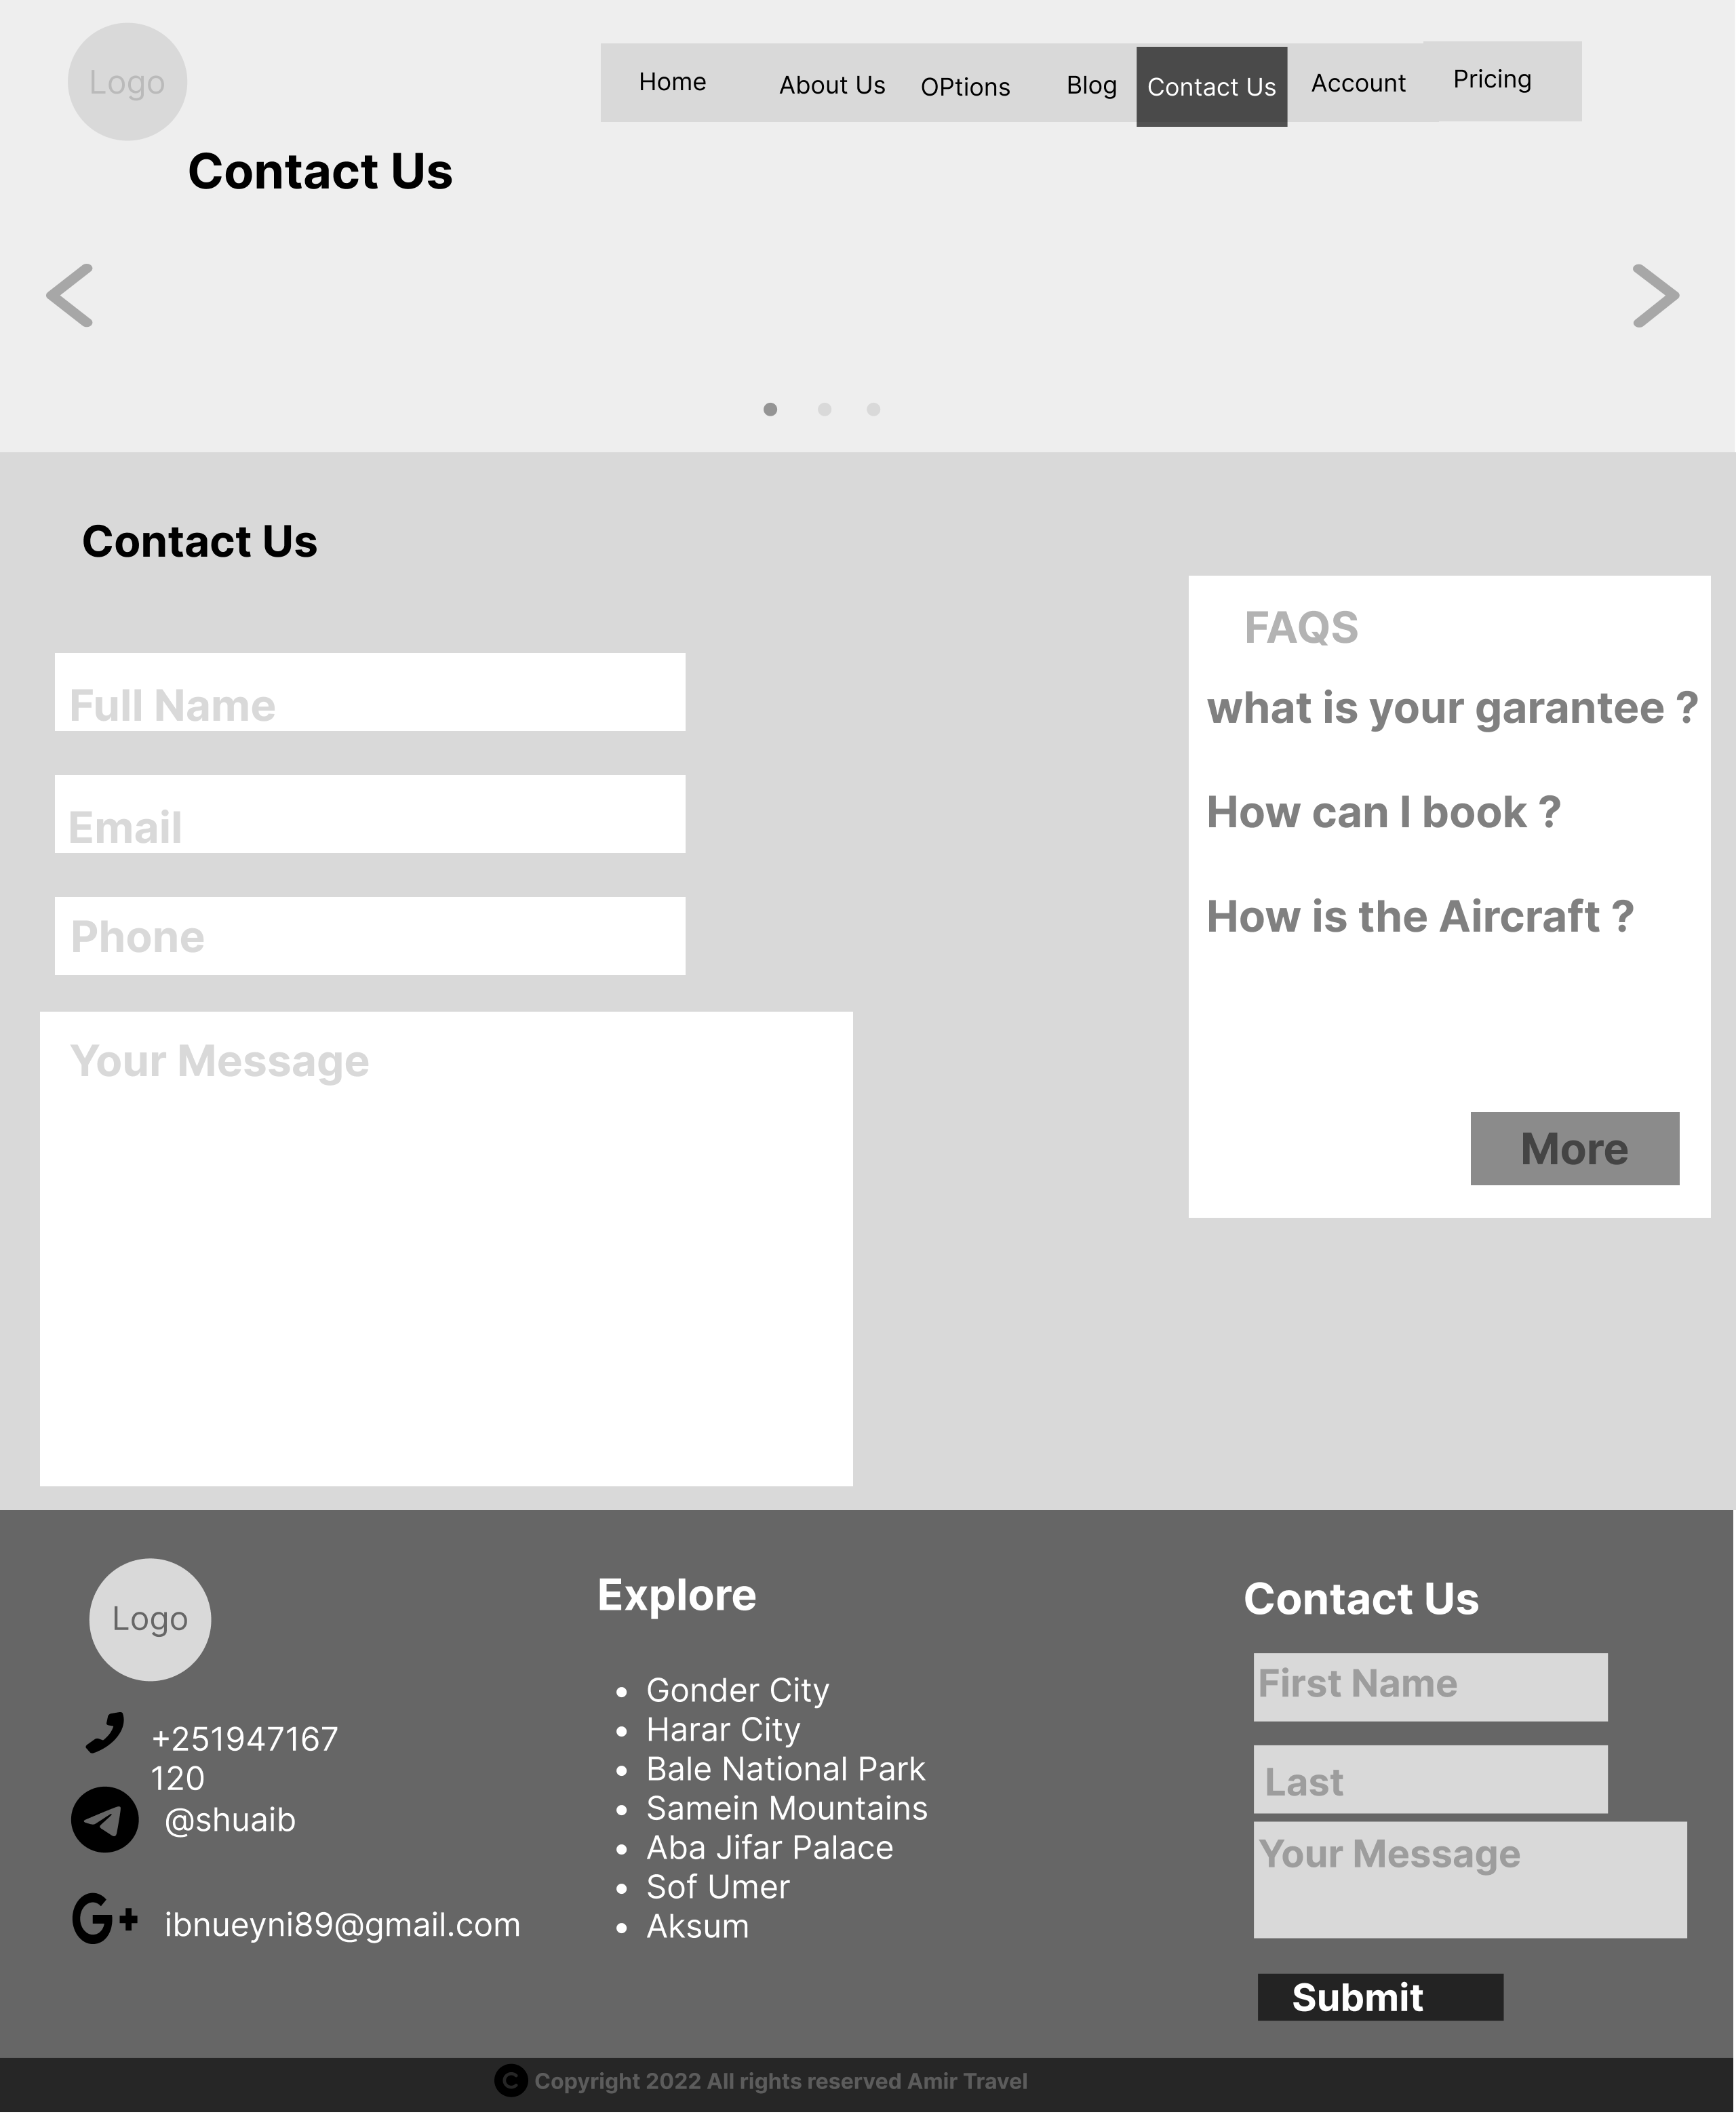 Logo
Home
About Us
OPtions
Blog
Contact Us
Account
Pricing
Contact Us
Contact Us
Full Name
Email
Phone
Your Message
FAQS
what is your garantee ?
How can I book ?
How is the Aircraft ?
More
Logo
+251947167
120
@shuaib
G+
ibnueyni89@gmail.com
Explore
Gonder City
Harar City
Bale National Park
Samein Mountains
Aba Jifar Palace
Sof Umer
Aksum
Contact Us
First Name
Last
Your Message
Submit
© Copyright 2022 All rights reserved Amir Travel